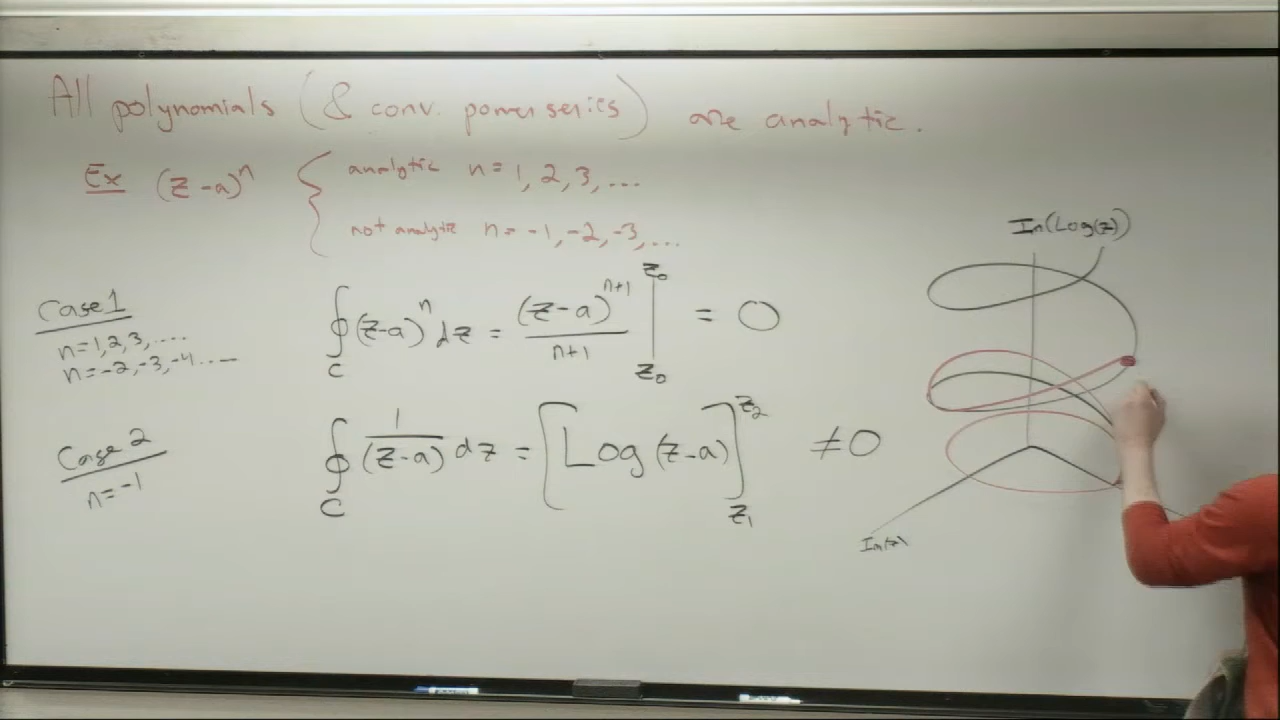 All polynomials (& conv. power series) are analytic.
Ex (z-a)^n { analytic n = 1, 2, 3, ...
not analytic n = -1, -2, -3, ...
Case 1
n = 1, 2, 3, ....
n = -2, -3, -4 ....
∮_C (z-a)^n dz = (z-a)^{n+1} / n+1 |_{z_0}^{z_0} = 0
Case 2
n = -1
∮_C 1/(z-a) dz = [Log(z-a)]_{z_1}^{z_2} ≠ 0
Im(Log(z))
Im(z)